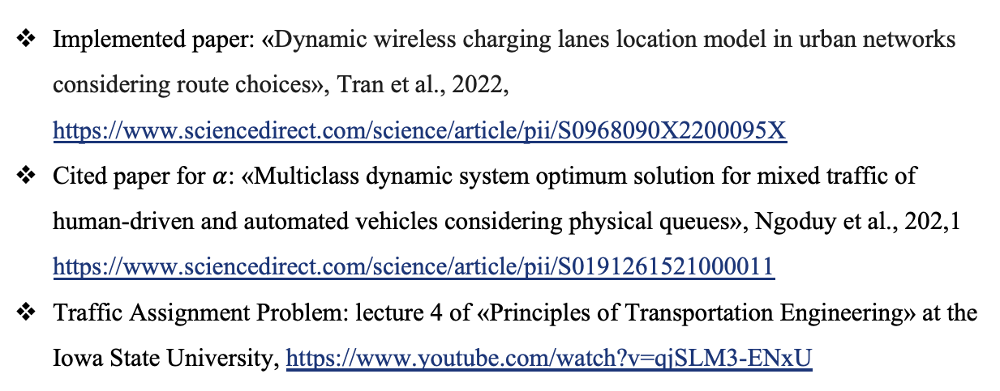 ❖ Implemented paper: «Dynamic wireless charging lanes location model in urban networks
considering route choices», Tran et al., 2022,
https://www.sciencedirect.com/science/article/pii/S0968090X2200095X
❖ Cited paper for α: «Multiclass dynamic system optimum solution for mixed traffic of
human-driven and automated vehicles considering physical queues», Ngoduy et al., 202,1
https://www.sciencedirect.com/science/article/pii/S0191261521000011
❖ Traffic Assignment Problem: lecture 4 of «Principles of Transportation Engineering» at the
Iowa State University, https://www.youtube.com/watch?v=qjSLM3-ENxU